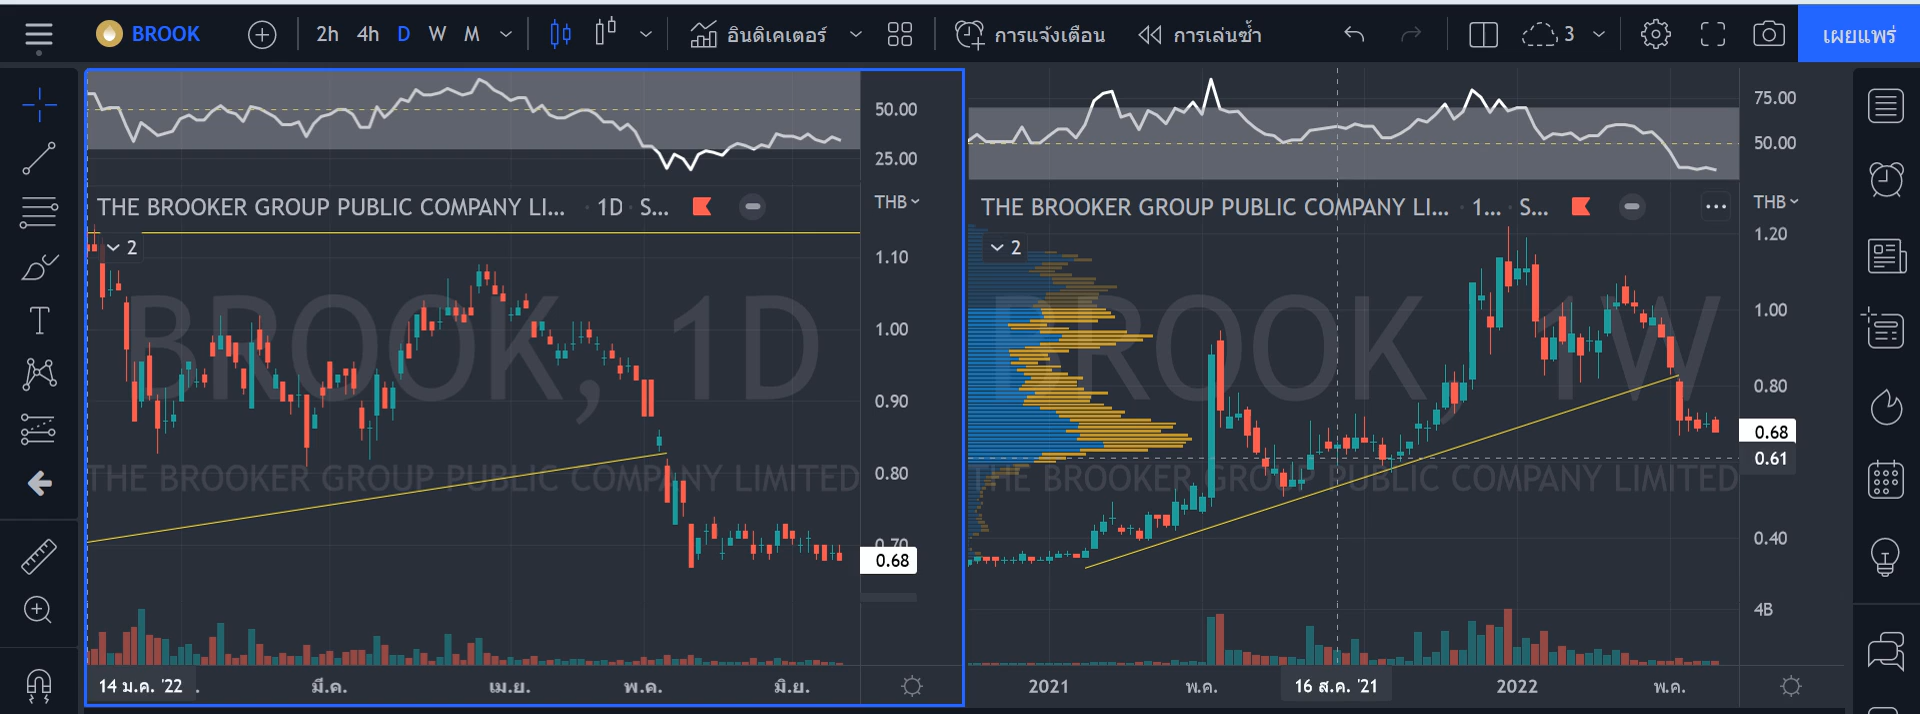 BROOK 2h 4h D W M อินดิเคเตอร์ การแจ้งเตือน การเล่นซ้ำ 3 เผยแพร่
50.00
25.00
THE BROOKER GROUP PUBLIC COMPANY LI... · 1D · S...
THB
2
1.10
1.00
0.90
0.80
0.70
0.68
BROOK, 1D
THE BROOKER GROUP PUBLIC COMPANY LIMITED
14 ม.ค. '22 มี.ค. เม.ย. พ.ค. มิ.ย.
75.00
50.00
THE BROOKER GROUP PUBLIC COMPANY LI... · 1... · S...
THB
2
1.20
1.00
0.80
0.68
0.61
0.40
4B
BROOK, 1W
THE BROOKER GROUP PUBLIC COMPANY LIMITED
2021 พ.ค. 16 ส.ค. '21 2022 พ.ค.